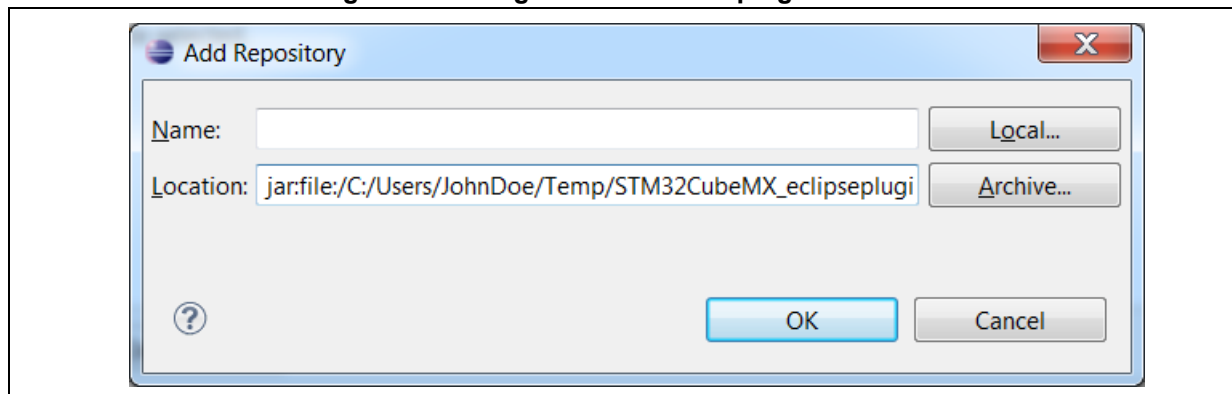 Add Repository
Name: Local...
Location: jar:file:/C:/Users/JohnDoe/Temp/STM32CubeMX_eclipseplugi Archive...
? OK Cancel